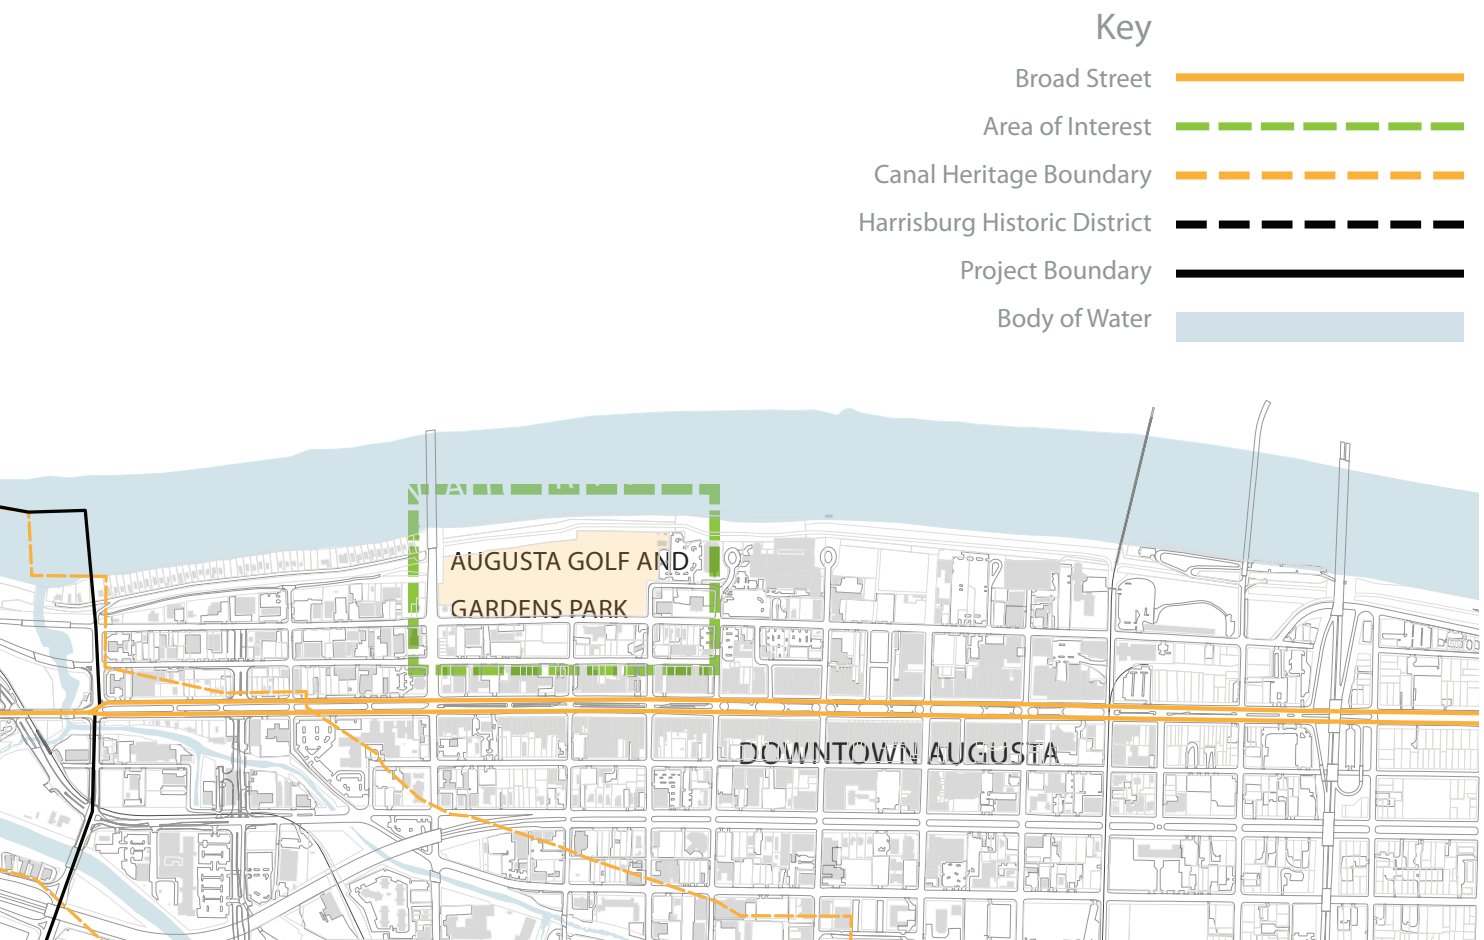 Key
Broad Street
Area of Interest
Canal Heritage Boundary
Harrisburg Historic District
Project Boundary
Body of Water
AUGUSTA GOLF AND
GARDENS PARK
DOWNTOWN AUGUSTA